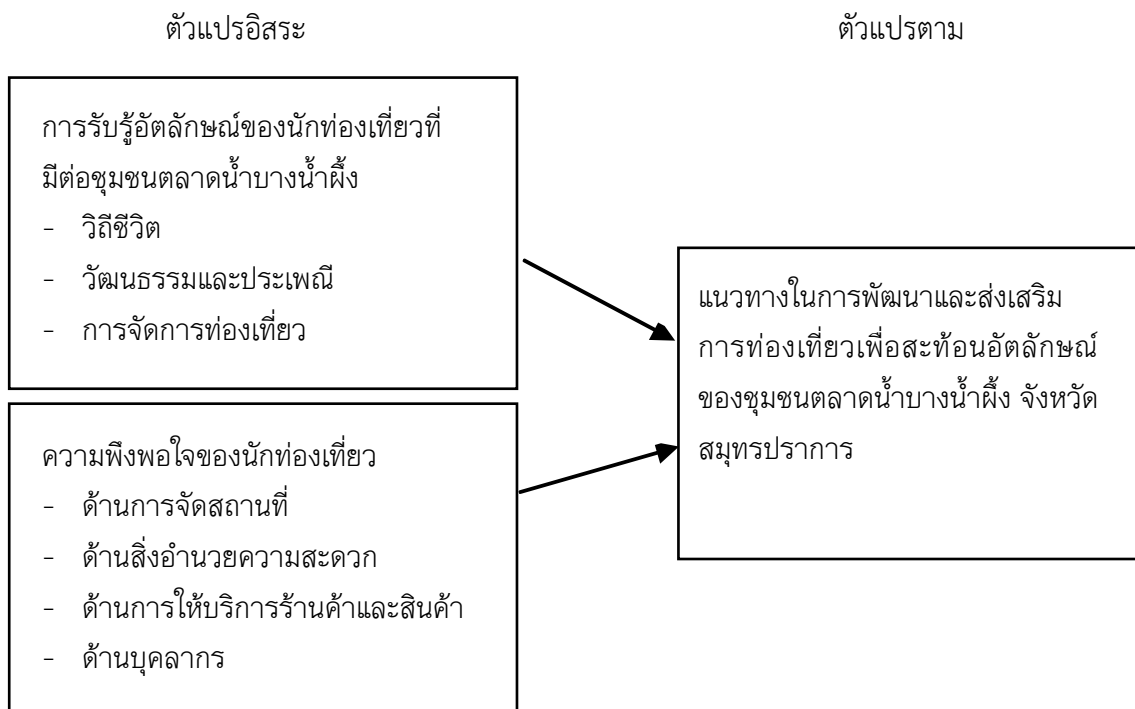 ตัวแปรอิสระ
ตัวแปรตาม
การรับรู้อัตลักษณ์ของนักท่องเที่ยวที่
มีต่อชุมชนตลาดน้ำบางน้ำผึ้ง
- วิถีชีวิต
- วัฒนธรรมและประเพณี
- การจัดการท่องเที่ยว
ความพึงพอใจของนักท่องเที่ยว
- ด้านการจัดสถานที่
- ด้านสิ่งอำนวยความสะดวก
- ด้านการให้บริการร้านค้าและสินค้า
- ด้านบุคลากร
แนวทางในการพัฒนาและส่งเสริม
การท่องเที่ยวเพื่อสะท้อนอัตลักษณ์
ของชุมชนตลาดน้ำบางน้ำผึ้ง จังหวัด
สมุทรปราการ